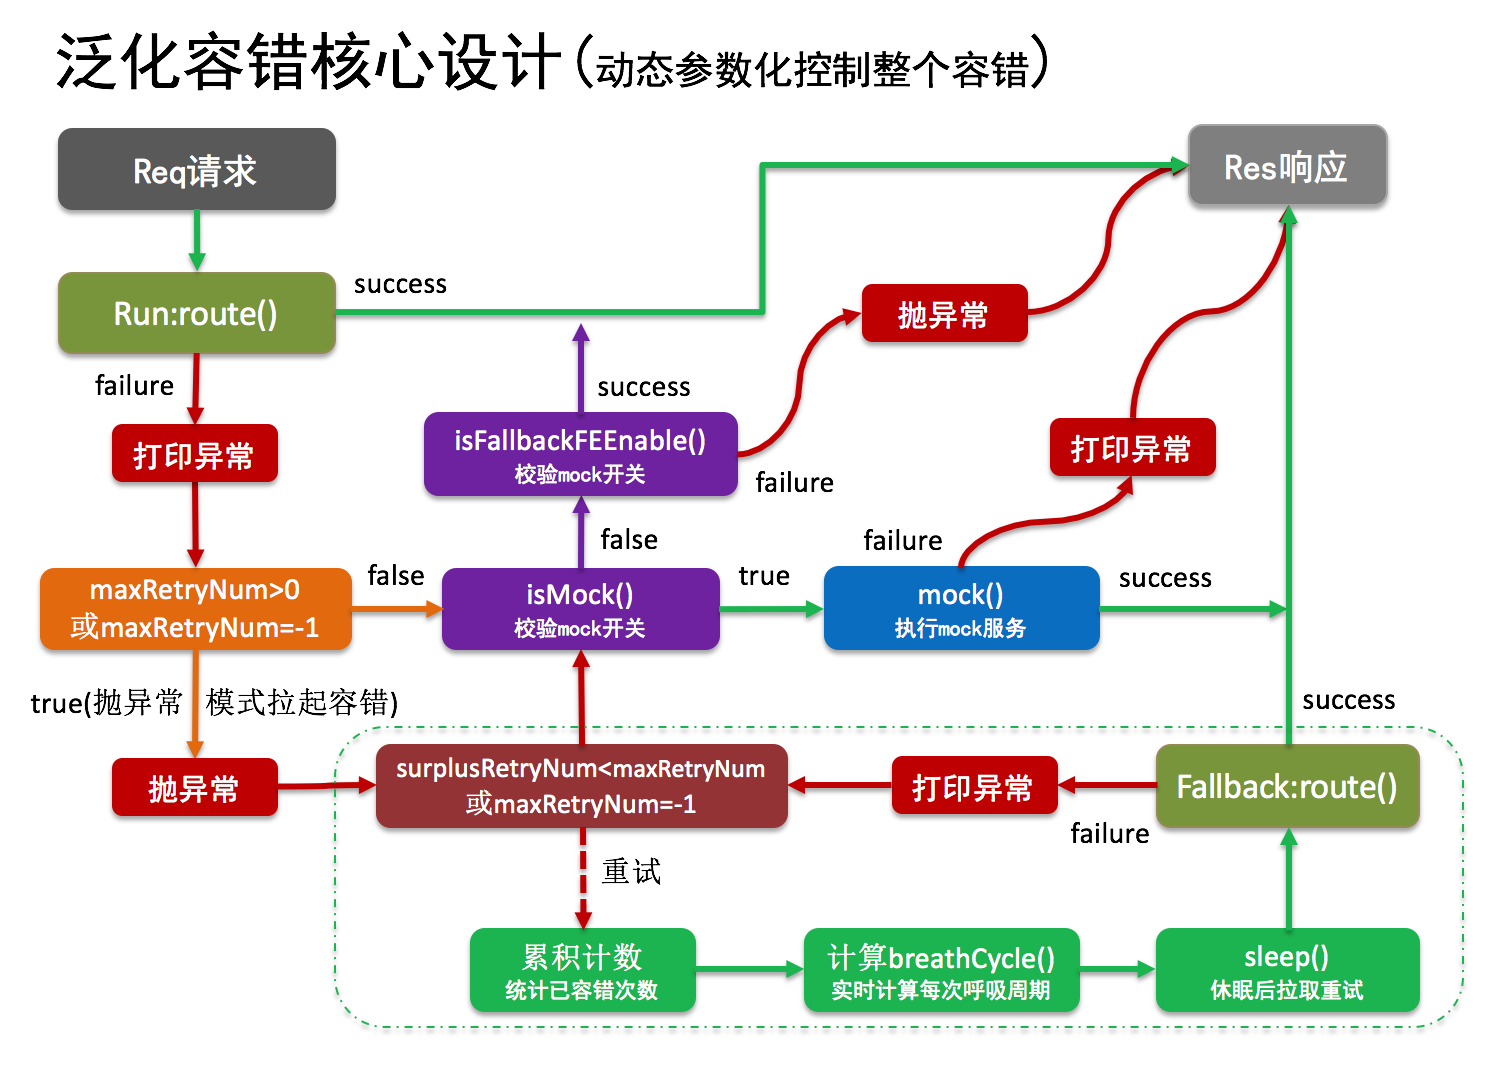 泛化容错核心设计(动态参数化控制整个容错)
Req请求
Res响应
Run:route()
success
抛异常
failure
打印异常
success
isFallbackFEEnable()
校验mock开关
failure
打印异常
false
failure
maxRetryNum>0
或maxRetryNum=-1
false
isMock()
校验mock开关
true
mock()
执行mock服务
success
true(抛异常 模式拉起容错)
success
抛异常
surplusRetryNum<maxRetryNum
或maxRetryNum=-1
打印异常
Fallback:route()
failure
重试
累积计数
统计已容错次数
计算breathCycle()
实时计算每次呼吸周期
sleep()
休眠后拉取重试